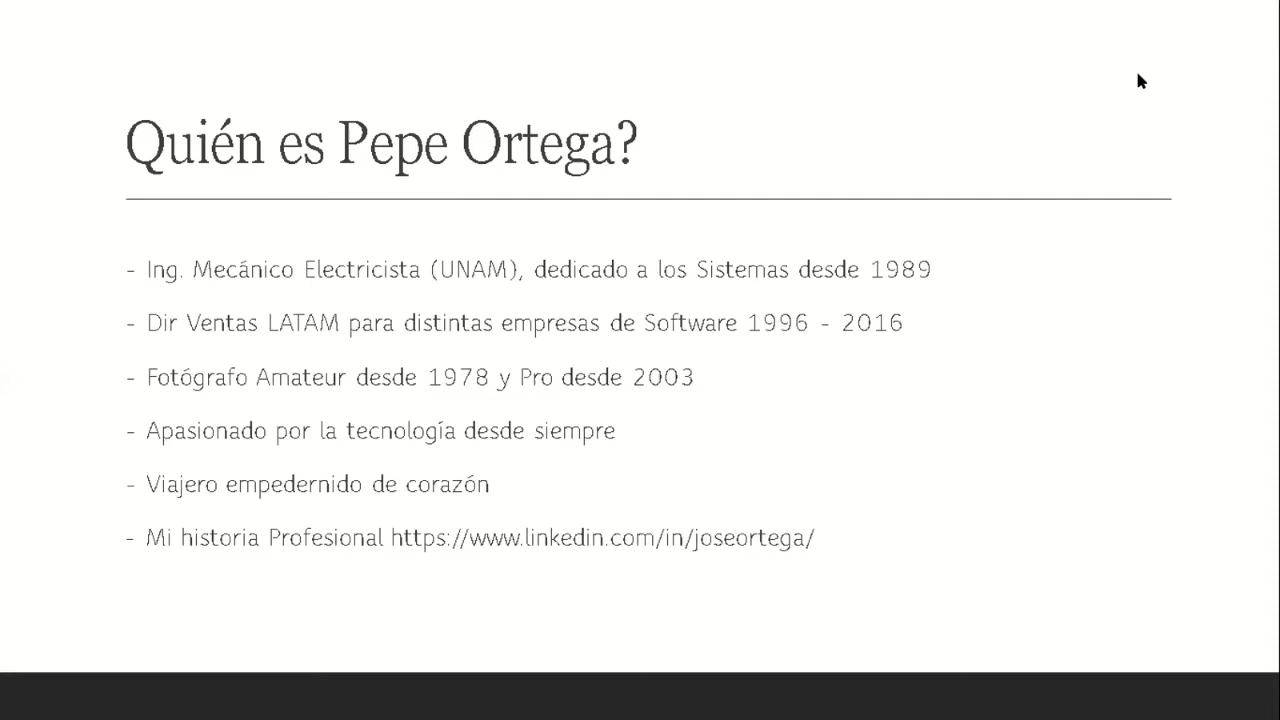 Quién es Pepe Ortega?
- Ing. Mecánico Electricista (UNAM), dedicado a los Sistemas desde 1989
- Dir Ventas LATAM para distintas empresas de Software 1996 - 2016
- Fotógrafo Amateur desde 1978 y Pro desde 2003
- Apasionado por la tecnología desde siempre
- Viajero empedernido de corazón
- Mi historia Profesional https://www.linkedin.com/in/joseortega/